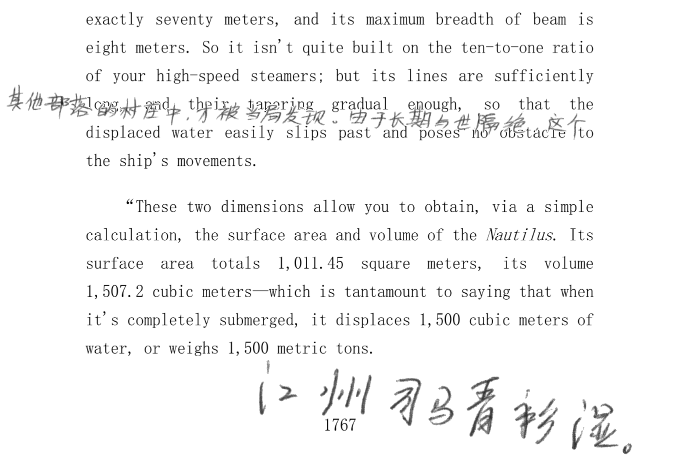 exactly seventy meters, and its maximum breadth of beam is
eight meters. So it isn't quite built on the ten-to-one ratio
of your high-speed steamers; but its lines are sufficiently
long, and their tapering gradual enough, so that the
其他部落的村庄中，才被当局发现。由于长期与世隔绝，这个
displaced water easily slips past and poses no obstacle to
the ship's movements.
“These two dimensions allow you to obtain, via a simple
calculation, the surface area and volume of the Nautilus. Its
surface area totals 1,011.45 square meters, its volume
1,507.2 cubic meters—which is tantamount to saying that when
it's completely submerged, it displaces 1,500 cubic meters of
water, or weighs 1,500 metric tons.
江州司马青衫湿。
1767